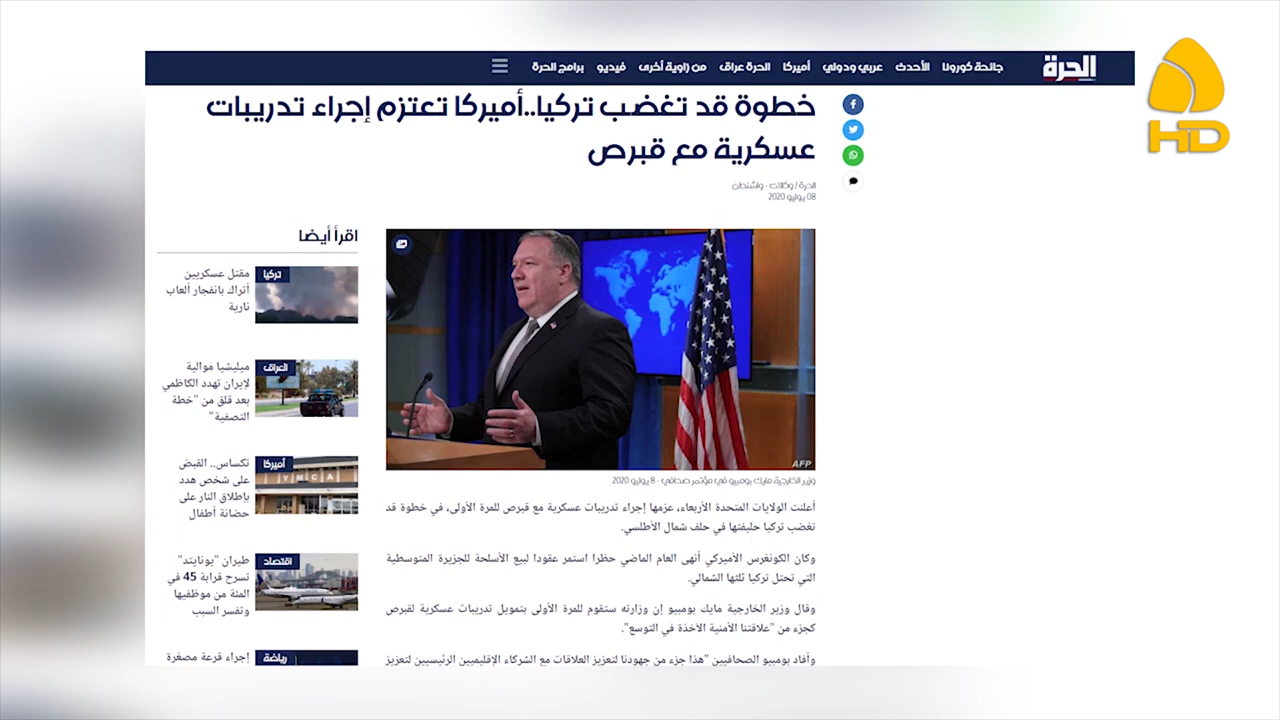 الحرة
جائحة كورونا الأحدث عربي ودولي أميركا الحرة عراق من زاوية أخرى فيديو برامج الحرة
HD
خطوة قد تغضب تركيا..أميركا تعتزم إجراء تدريبات
عسكرية مع قبرص
الحرة / وكالات - واشنطن
08 يوليو 2020
AFP
وزير الخارجية مايك بومبيو في مؤتمر صحافي - 8 يوليو 2020
أعلنت الولايات المتحدة الأربعاء، عزمها إجراء تدريبات عسكرية مع قبرص للمرة الأولى، في خطوة قد
تغضب تركيا حليفتها في حلف شمال الأطلسي.
وكان الكونغرس الأميركي أنهى العام الماضي حظرا استمر عقودا لبيع الأسلحة للجزيرة المتوسطية
التي تحتل تركيا ثلثها الشمالي.
وقال وزير الخارجية مايك بومبيو إن وزارته ستقوم للمرة الأولى بتمويل تدريبات عسكرية لقبرص
كجزء من "علاقتنا الأمنية الآخذة في التوسع".
وأفاد بومبيو الصحافيين "هذا جزء من جهودنا لتعزيز العلاقات مع الشركاء الإقليميين الرئيسيين لتعزيز
اقرأ أيضا
تركيا
مقتل عسكريين
أتراك بانفجار ألعاب
نارية
العراق
ميليشيا موالية
لإيران تهدد الكاظمي
بعد قلق من "خطة
التصفية"
أميركا
YMCA
تكساس.. القبض
على شخص هدد
بإطلاق النار على
حضانة أطفال
اقتصاد
طيران "يونايتد"
تسرح قرابة 45 في
المئة من موظفيها
وتفسر السبب
رياضة
إجراء قرعة مصغرة